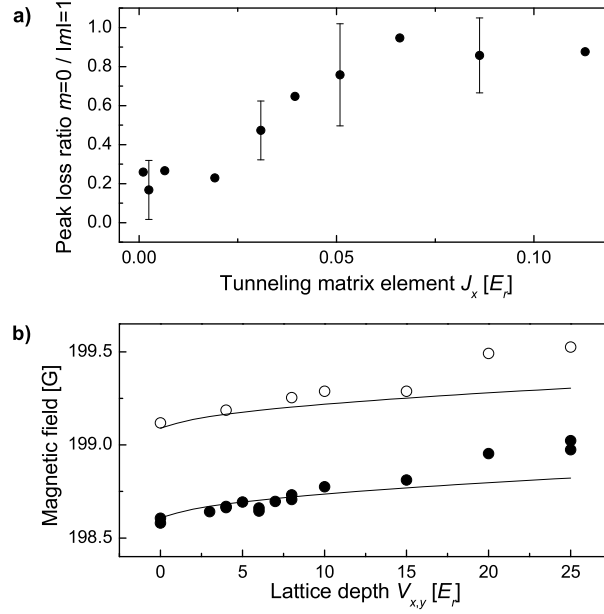 a)
Peak loss ratio m=0 / |m|=1
1.0
0.8
0.6
0.4
0.2
0.0
0.00 0.05 0.10
Tunneling matrix element Jₓ [Eᵣ]
b)
Magnetic field [G]
199.5
199.0
198.5
0 5 10 15 20 25
Lattice depth Vx,y [Eᵣ]